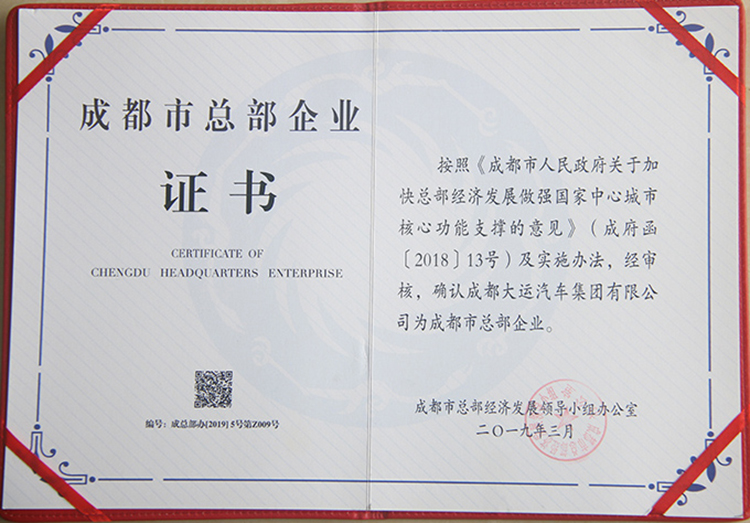 成都市总部企业
证书
CERTIFICATE OF
CHENGDU HEADQUARTERS ENTERPRISE
编号：成总部办[2019]5号第Z009号
按照《成都市人民政府关于加
快总部经济发展做强国家中心城市
核心功能支撑的意见》（成府函
〔2018〕13号）及实施办法，经审
核，确认成都大运汽车集团有限公
司为成都市总部企业。
成都市总部经济发展领导小组办公室
二〇一九年三月